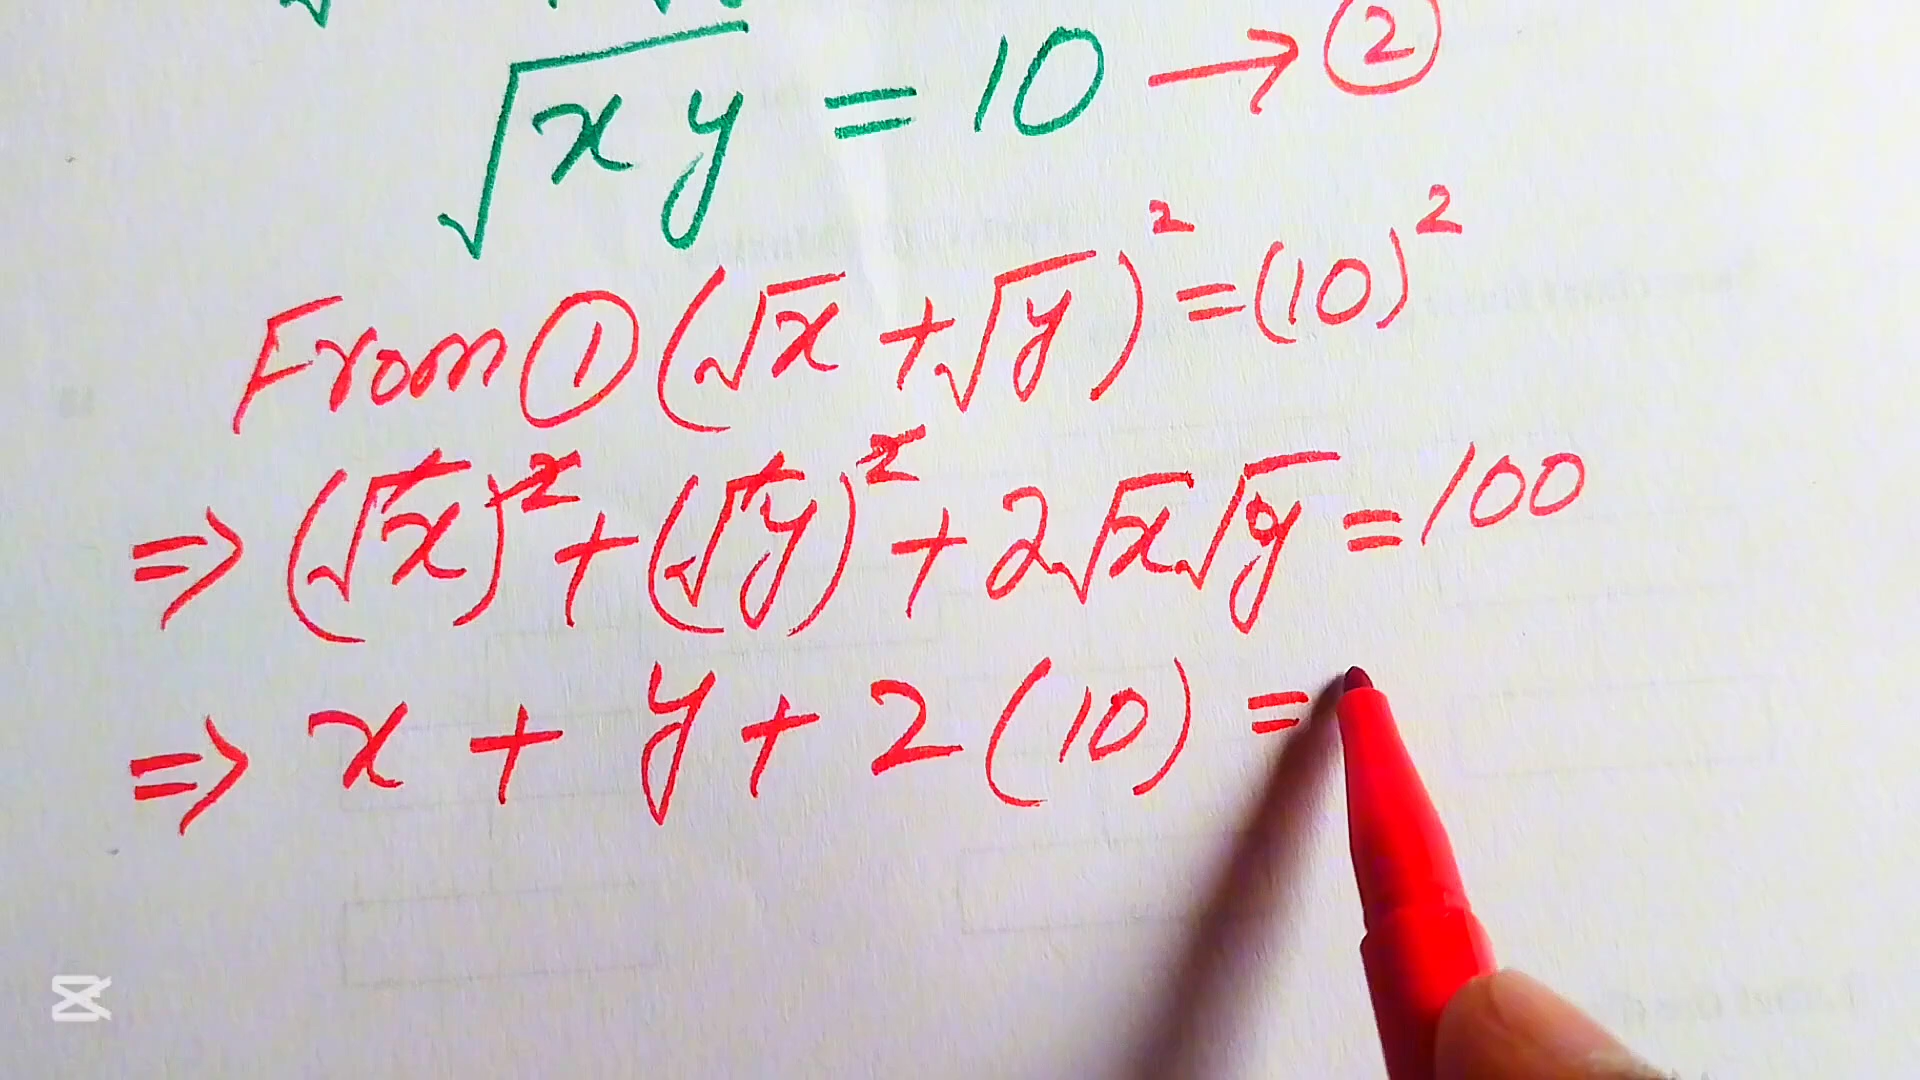 √xy = 10 → ②
From ① (√x + √y)² = (10)²
⇒ (√x)² + (√y)² + 2√x√y = 100
⇒ x + y + 2(10) =